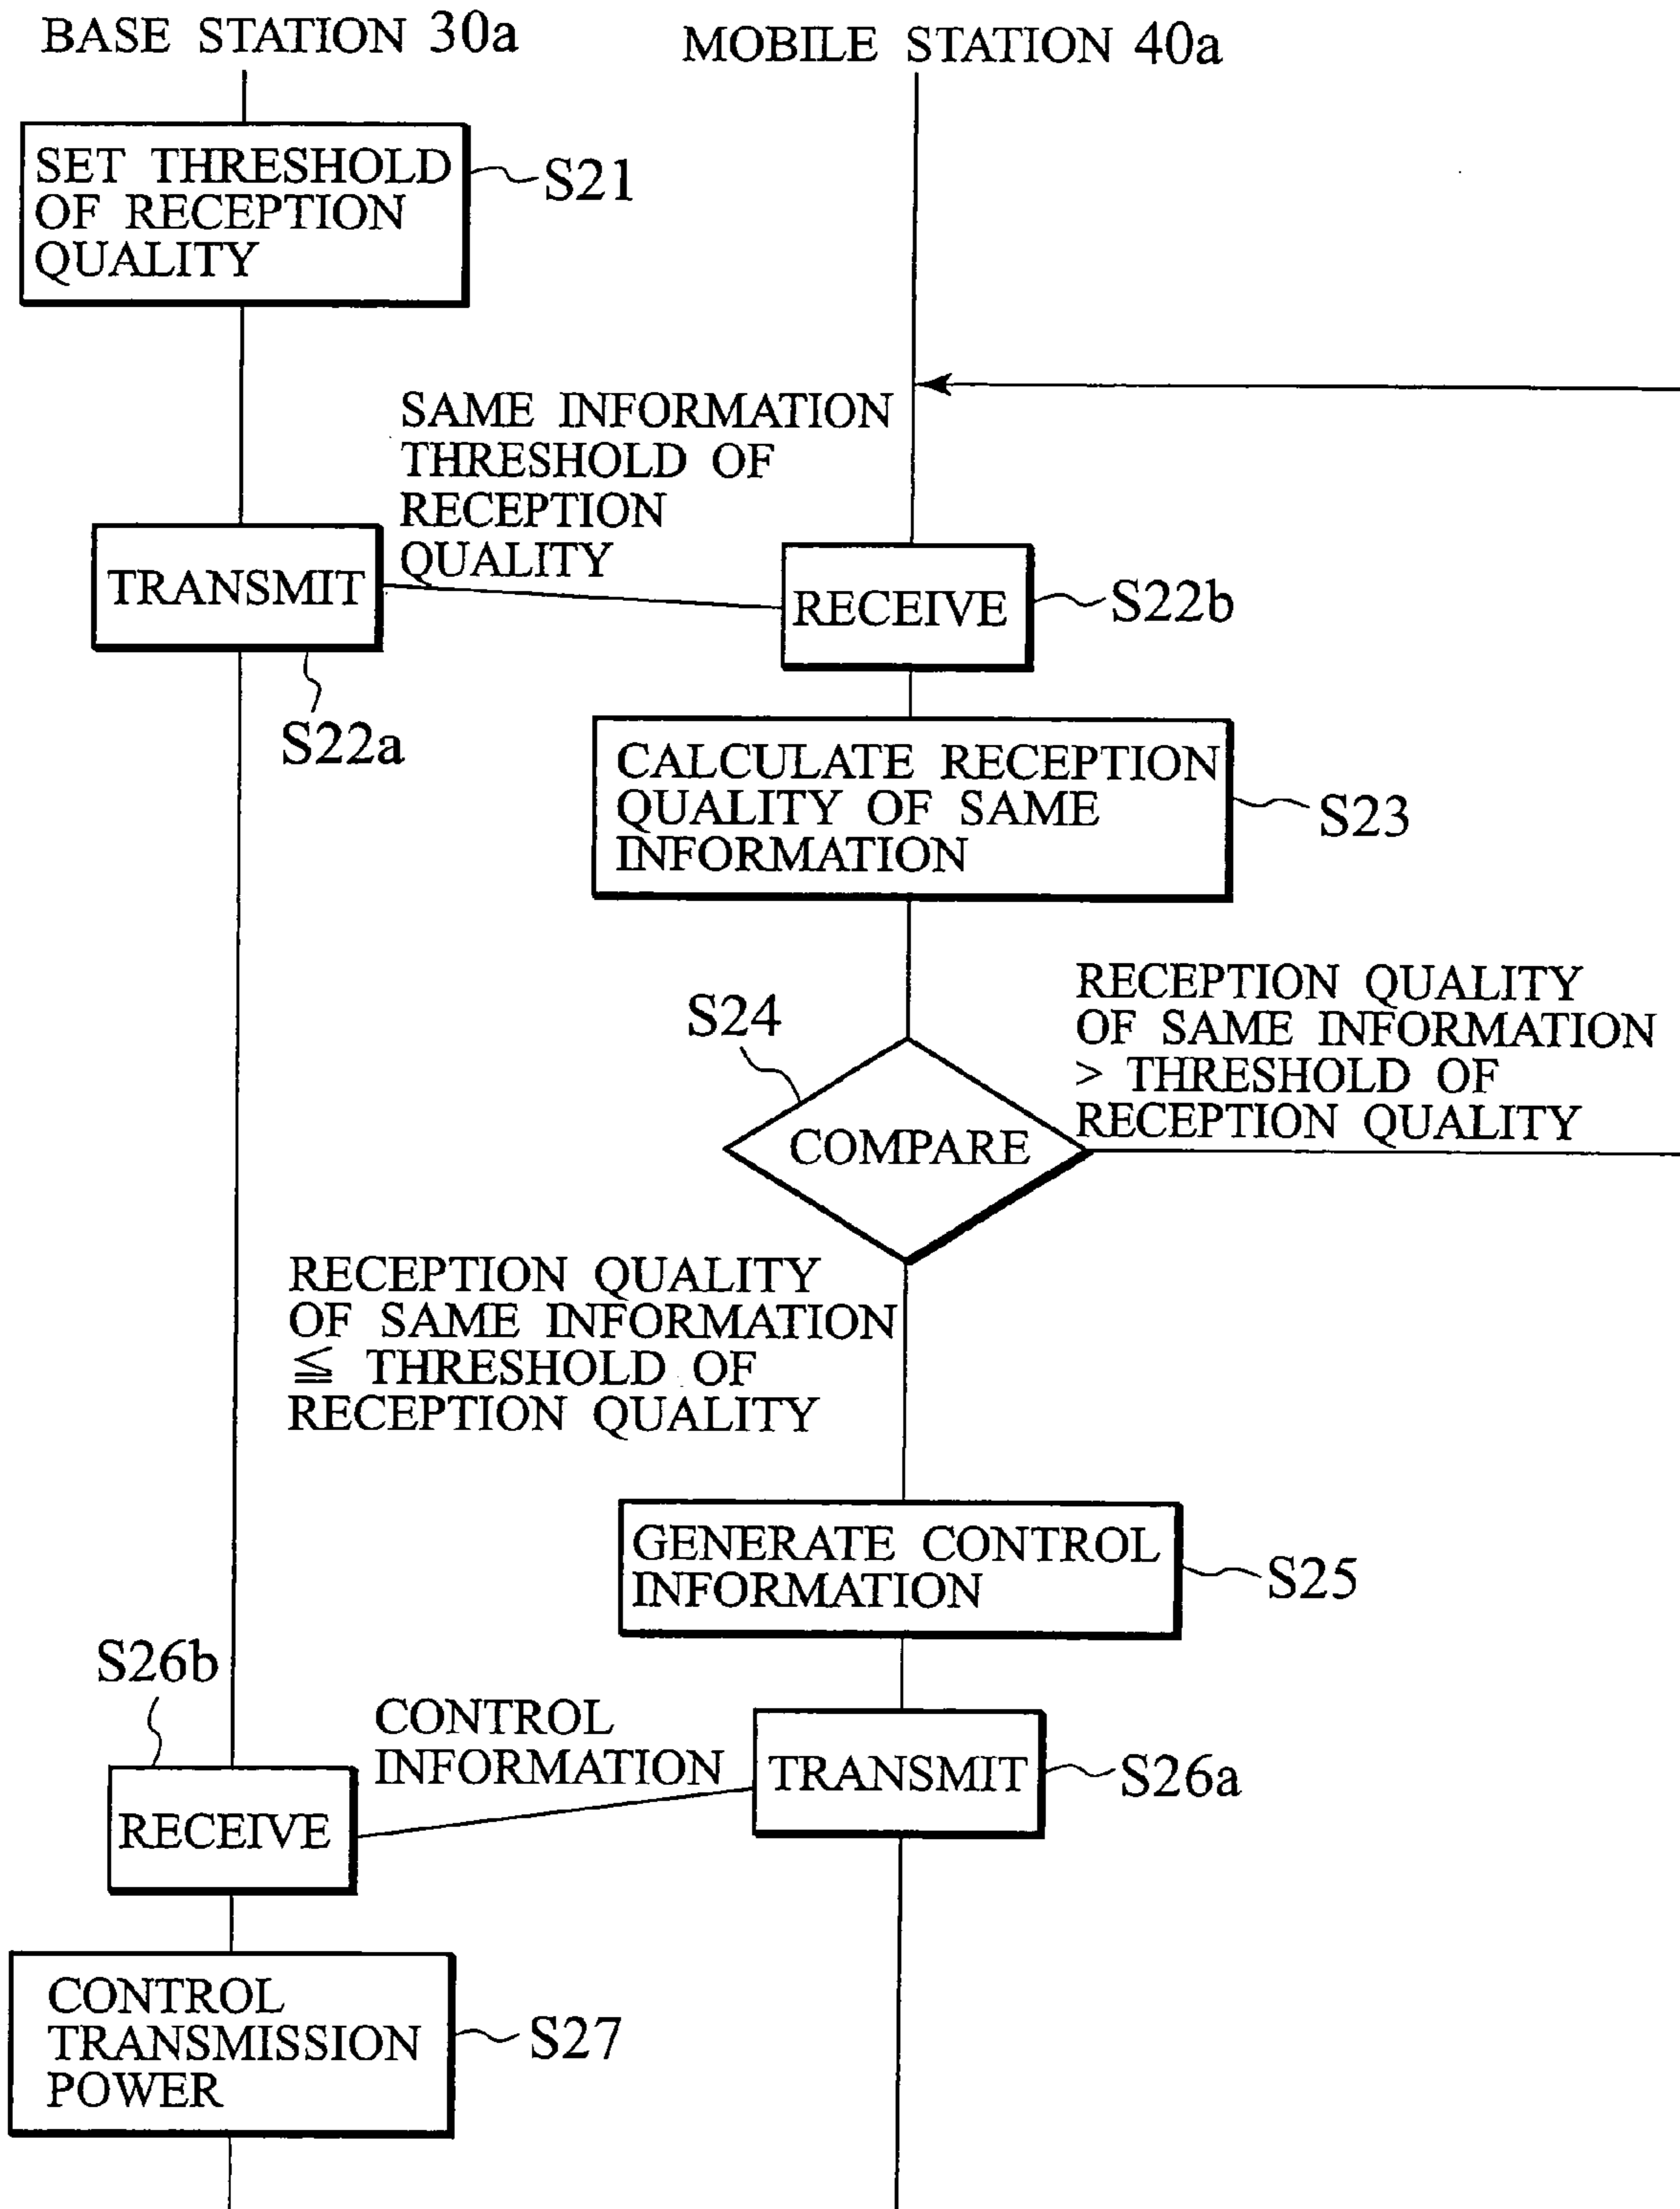 BASE STATION 30a
MOBILE STATION 40a
SET THRESHOLD
OF RECEPTION
QUALITY
S21
SAME INFORMATION
THRESHOLD OF
RECEPTION
QUALITY
TRANSMIT
S22a
RECEIVE
S22b
CALCULATE RECEPTION
QUALITY OF SAME
INFORMATION
S23
S24
COMPARE
RECEPTION QUALITY
OF SAME INFORMATION
> THRESHOLD OF
RECEPTION QUALITY
RECEPTION QUALITY
OF SAME INFORMATION
≦ THRESHOLD OF
RECEPTION QUALITY
GENERATE CONTROL
INFORMATION
S25
S26b
CONTROL
INFORMATION
TRANSMIT
S26a
RECEIVE
CONTROL
TRANSMISSION
POWER
S27